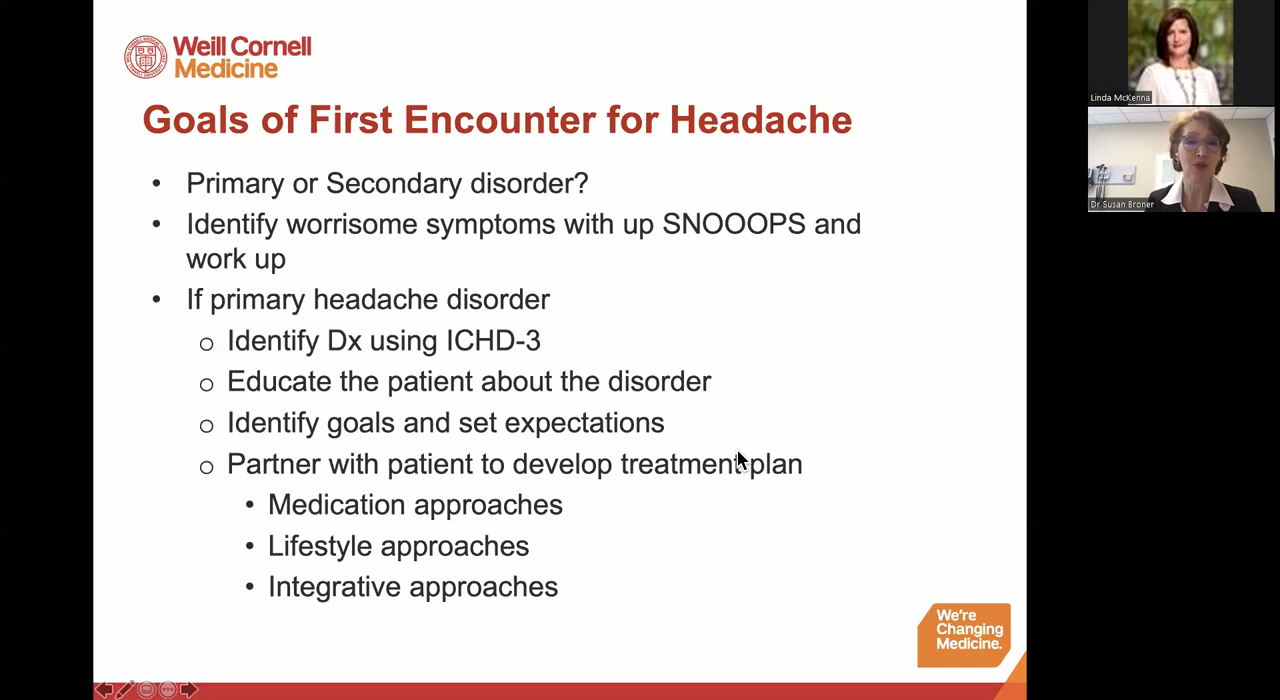 Weill Cornell
Medicine
Goals of First Encounter for Headache
• Primary or Secondary disorder?
• Identify worrisome symptoms with up SNOOOPS and
work up
• If primary headache disorder
o Identify Dx using ICHD-3
o Educate the patient about the disorder
o Identify goals and set expectations
o Partner with patient to develop treatment plan
• Medication approaches
• Lifestyle approaches
• Integrative approaches
We're
Changing
Medicine.
Linda McKenna
Dr Susan Broner